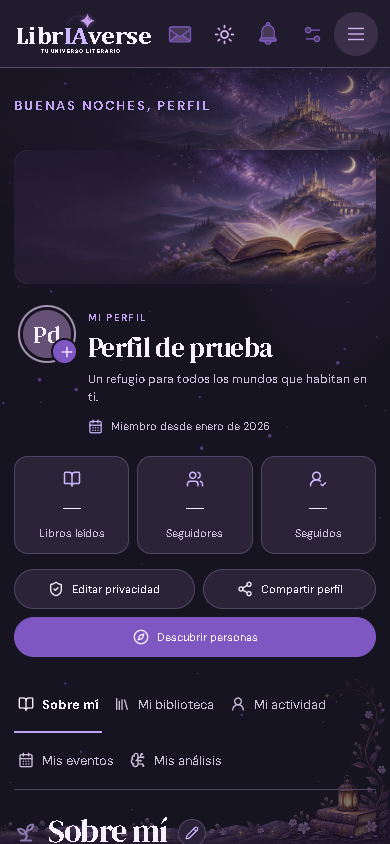 LibrIAverse
TU UNIVERSO LITERARIO
BUENAS NOCHES, PERFIL
Pd
MI PERFIL
Perfil de prueba
Un refugio para todos los mundos que habitan en
ti.
Miembro desde enero de 2026
— — —
Libros leídos Seguidores Seguidos
Editar privacidad Compartir perfil
Descubrir personas
Sobre mí Mi biblioteca Mi actividad
Mis eventos Mis análisis
Sobre mí